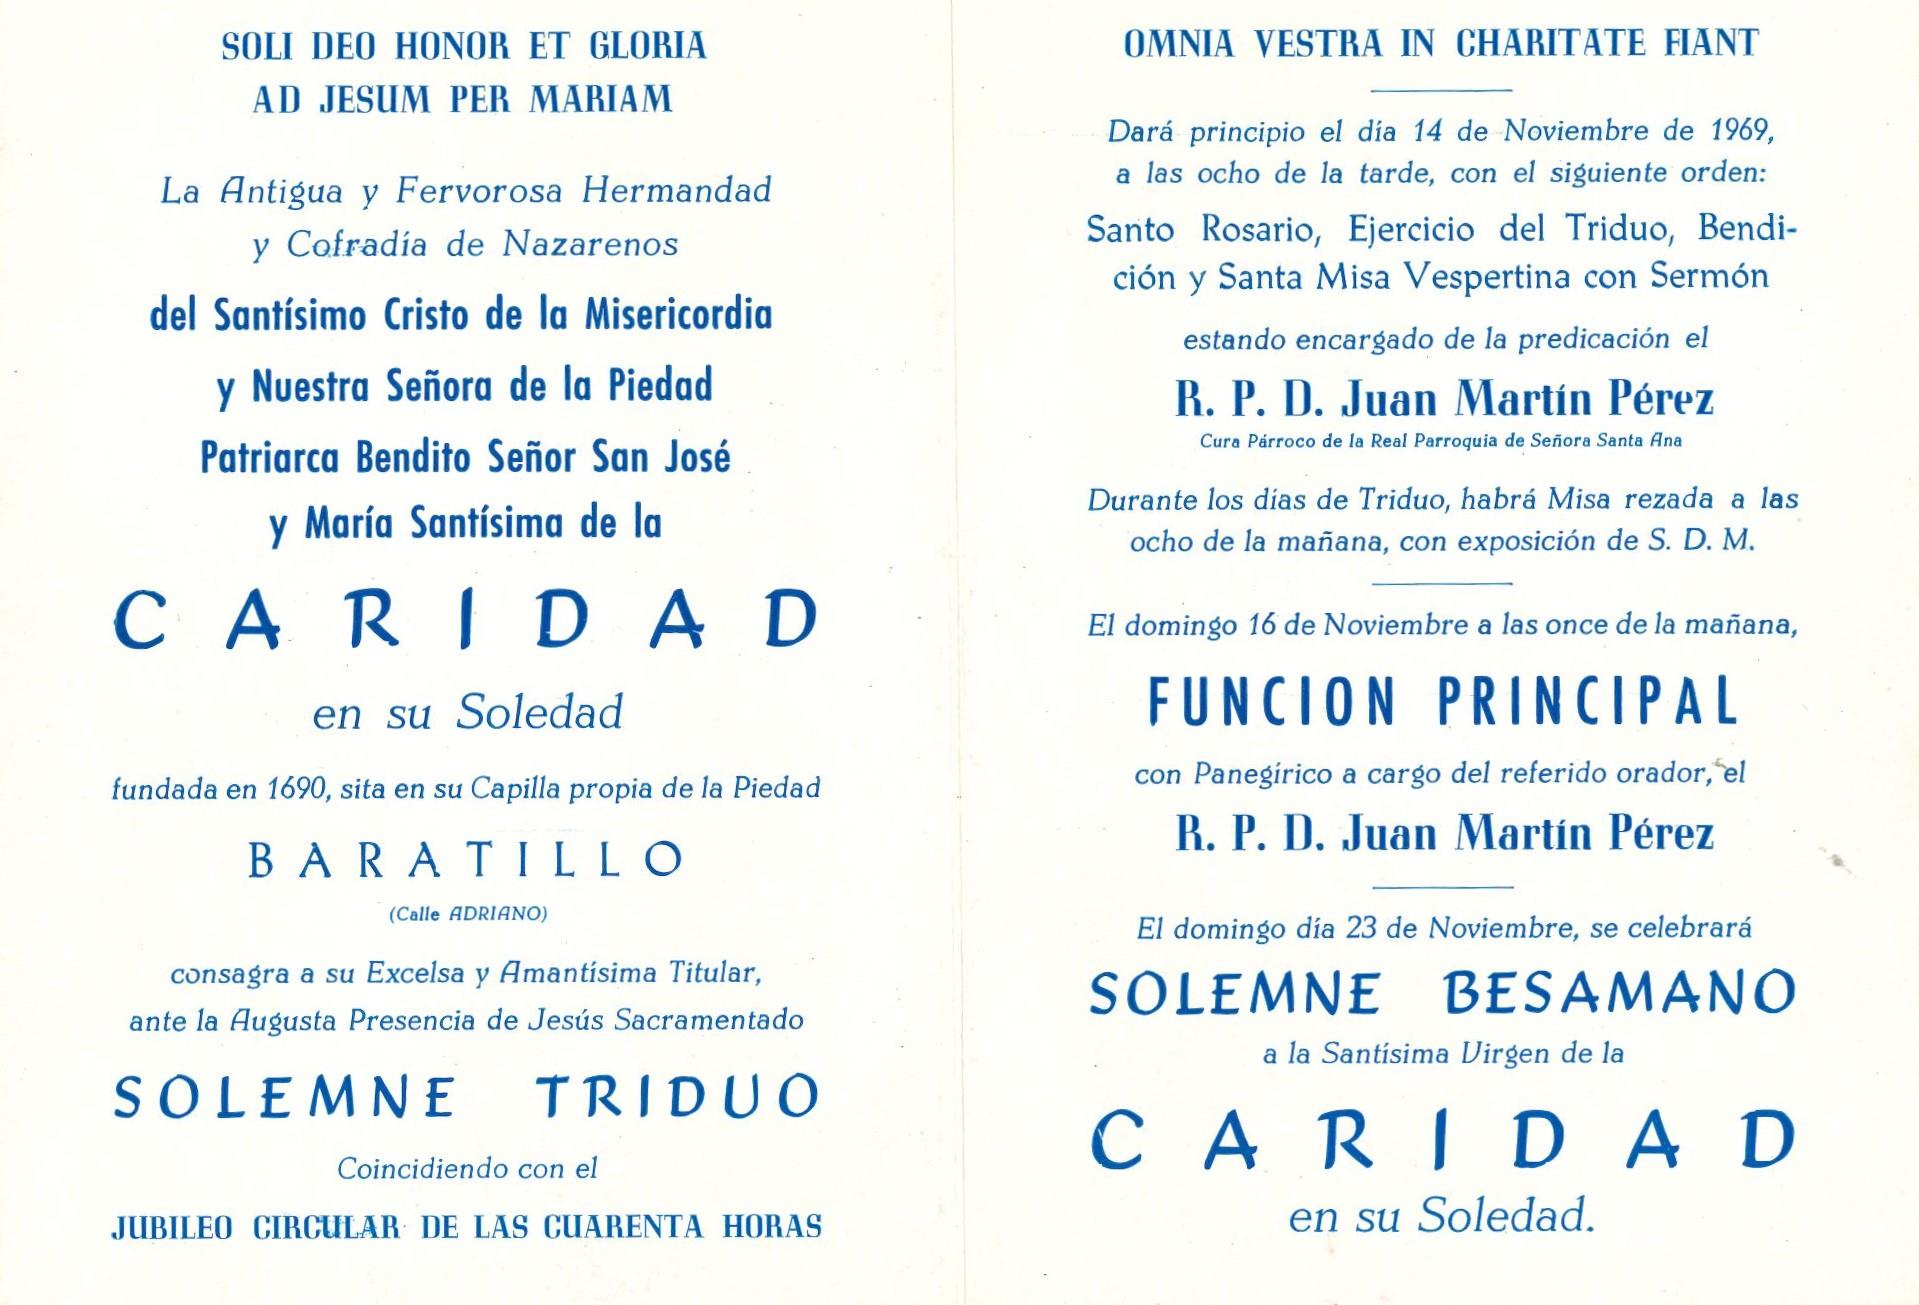 SOLI DEO HONOR ET GLORIA
AD JESUM PER MARIAM
La Antigua y Fervorosa Hermandad
y Cofradía de Nazarenos
del Santísimo Cristo de la Misericordia
y Nuestra Señora de la Piedad
Patriarca Bendito Señor San José
y María Santísima de la
CARIDAD
en su Soledad
fundada en 1690, sita en su Capilla propia de la Piedad
BARATILLO
(Calle ADRIANO)
consagra a su Excelsa y Amantísima Titular,
ante la Augusta Presencia de Jesús Sacramentado
SOLEMNE TRIDUO
Coincidiendo con el
JUBILEO CIRCULAR DE LAS CUARENTA HORAS
OMNIA VESTRA IN CHARITATE FIANT
Dará principio el día 14 de Noviembre de 1969,
a las ocho de la tarde, con el siguiente orden:
Santo Rosario, Ejercicio del Triduo, Bendi-
ción y Santa Misa Vespertina con Sermón
estando encargado de la predicación el
R. P. D. Juan Martín Pérez
Cura Párroco de la Real Parroquia de Señora Santa Ana
Durante los días de Triduo, habrá Misa rezada a las
ocho de la mañana, con exposición de S. D. M.
El domingo 16 de Noviembre a las once de la mañana,
FUNCION PRINCIPAL
con Panegírico a cargo del referido orador, el
R. P. D. Juan Martín Pérez
El domingo día 23 de Noviembre, se celebrará
SOLEMNE BESAMANO
a la Santísima Virgen de la
CARIDAD
en su Soledad.